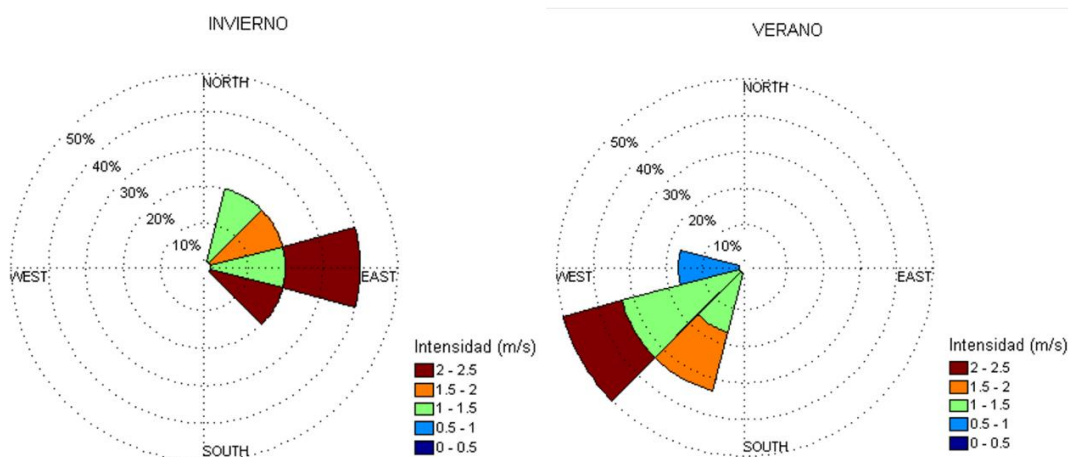 INVIERNO
NORTH
50%
40%
30%
20%
10%
WEST
EAST
SOUTH
Intensidad (m/s)
2 - 2.5
1.5 - 2
1 - 1.5
0.5 - 1
0 - 0.5
VERANO
NORTH
50%
40%
30%
20%
10%
WEST
EAST
SOUTH
Intensidad (m/s)
2 - 2.5
1.5 - 2
1 - 1.5
0.5 - 1
0 - 0.5